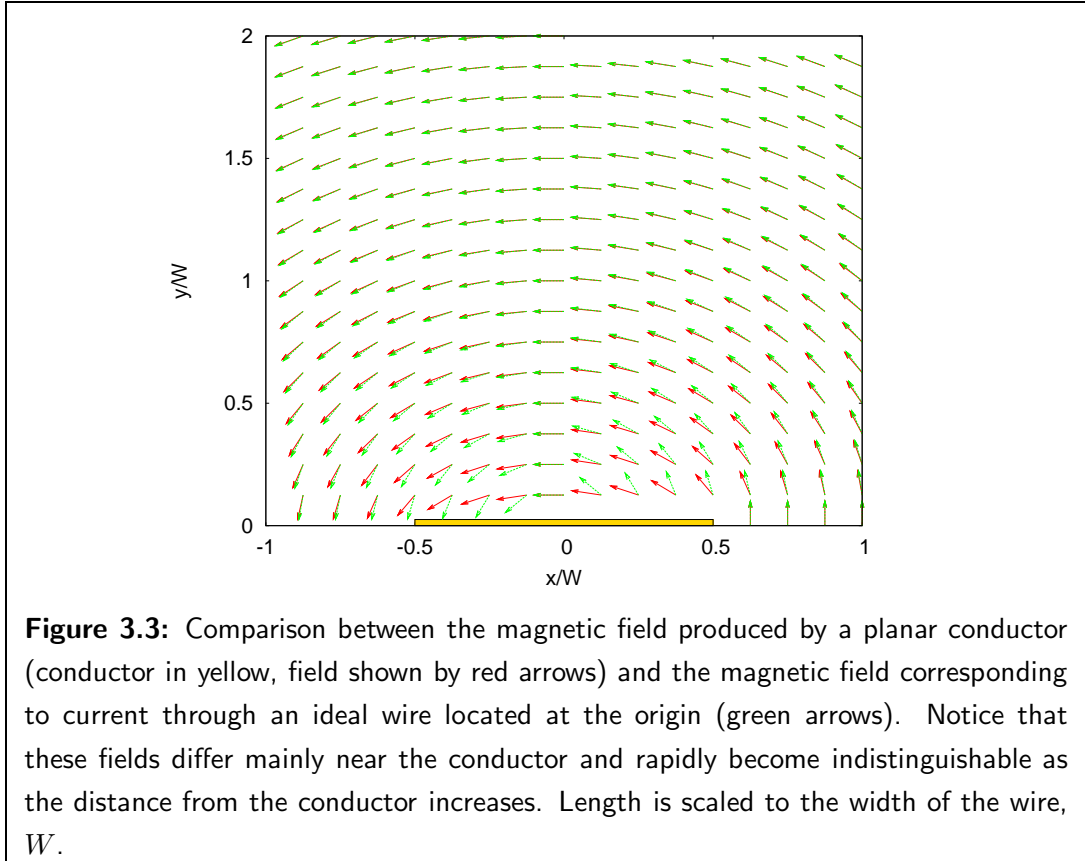 2
1.5
y/W
1
0.5
0
-1 -0.5 0 0.5 1
x/W
Figure 3.3: Comparison between the magnetic field produced by a planar conductor
(conductor in yellow, field shown by red arrows) and the magnetic field corresponding
to current through an ideal wire located at the origin (green arrows). Notice that
these fields differ mainly near the conductor and rapidly become indistinguishable as
the distance from the conductor increases. Length is scaled to the width of the wire,
W.